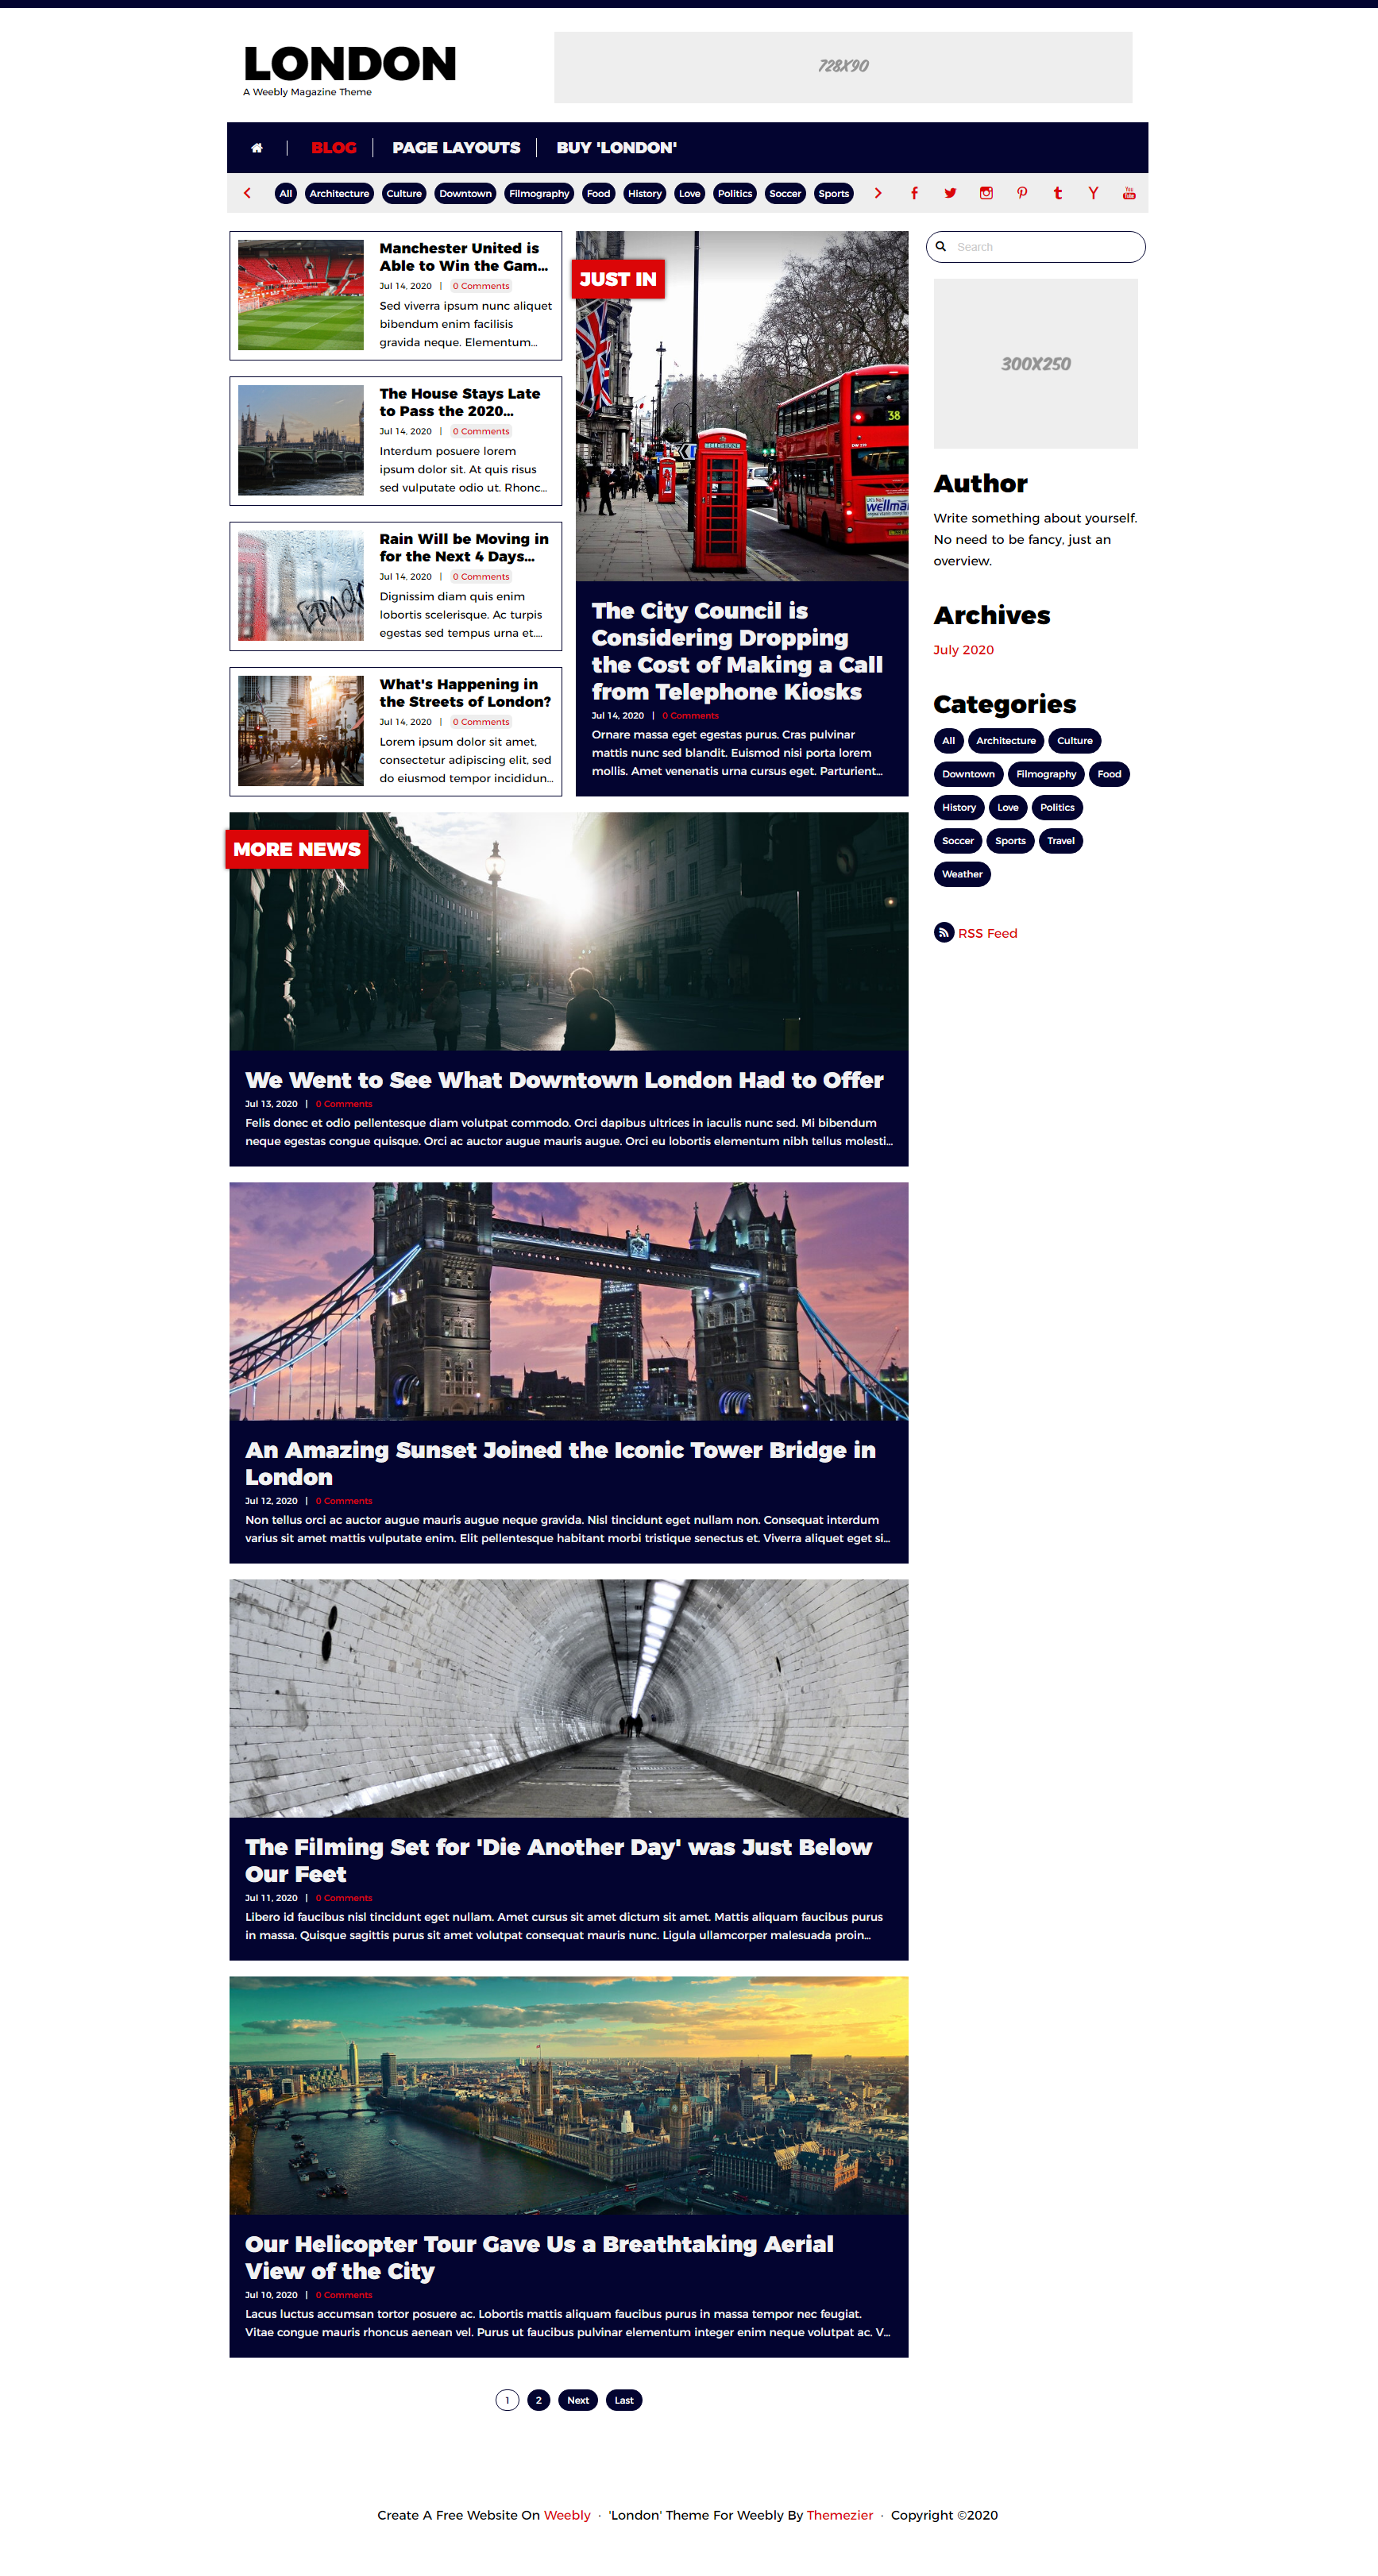 LONDON
A Weebly Magazine Theme
728X90
BLOG
PAGE LAYOUTS
BUY 'LONDON'
All
Architecture
Culture
Downtown
Filmography
Food
History
Love
Politics
Soccer
Sports
You
Tube
Manchester United is
Able to Win the Gam...
Jul 14, 2020 | 0 Comments
Sed viverra ipsum nunc aliquet
bibendum enim facilisis
gravida neque. Elementum...
The House Stays Late
to Pass the 2020...
Jul 14, 2020 | 0 Comments
Interdum posuere lorem
ipsum dolor sit. At quis risus
sed vulputate odio ut. Rhonc...
Rain Will be Moving in
for the Next 4 Days...
Jul 14, 2020 | 0 Comments
Dignissim diam quis enim
lobortis scelerisque. Ac turpis
egestas sed tempus urna et....
What's Happening in
the Streets of London?
Jul 14, 2020 | 0 Comments
Lorem ipsum dolor sit amet,
consectetur adipiscing elit, sed
do eiusmod tempor incididun...
JUST IN
38
TELEPHONE
wellma
The City Council is
Considering Dropping
the Cost of Making a Call
from Telephone Kiosks
Jul 14, 2020 | 0 Comments
Ornare massa eget egestas purus. Cras pulvinar
mattis nunc sed blandit. Euismod nisi porta lorem
mollis. Amet venenatis urna cursus eget. Parturient...
Search
300X250
Author
Write something about yourself.
No need to be fancy, just an
overview.
Archives
July 2020
Categories
All
Architecture
Culture
Downtown
Filmography
Food
History
Love
Politics
Soccer
Sports
Travel
Weather
RSS Feed
MORE NEWS
We Went to See What Downtown London Had to Offer
Jul 13, 2020 | 0 Comments
Felis donec et odio pellentesque diam volutpat commodo. Orci dapibus ultrices in iaculis nunc sed. Mi bibendum
neque egestas congue quisque. Orci ac auctor augue mauris augue. Orci eu lobortis elementum nibh tellus molesti...
An Amazing Sunset Joined the Iconic Tower Bridge in
London
Jul 12, 2020 | 0 Comments
Non tellus orci ac auctor augue mauris augue neque gravida. Nisl tincidunt eget nullam non. Consequat interdum
varius sit amet mattis vulputate enim. Elit pellentesque habitant morbi tristique senectus et. Viverra aliquet eget si...
The Filming Set for 'Die Another Day' was Just Below
Our Feet
Jul 11, 2020 | 0 Comments
Libero id faucibus nisl tincidunt eget nullam. Amet cursus sit amet dictum sit amet. Mattis aliquam faucibus purus
in massa. Quisque sagittis purus sit amet volutpat consequat mauris nunc. Ligula ullamcorper malesuada proin...
Our Helicopter Tour Gave Us a Breathtaking Aerial
View of the City
Jul 10, 2020 | 0 Comments
Lacus luctus accumsan tortor posuere ac. Lobortis mattis aliquam faucibus purus in massa tempor nec feugiat.
Vitae congue mauris rhoncus aenean vel. Purus ut faucibus pulvinar elementum integer enim neque volutpat ac. V...
1
2
Next
Last
Create A Free Website On Weebly · 'London' Theme For Weebly By Themezier · Copyright ©2020